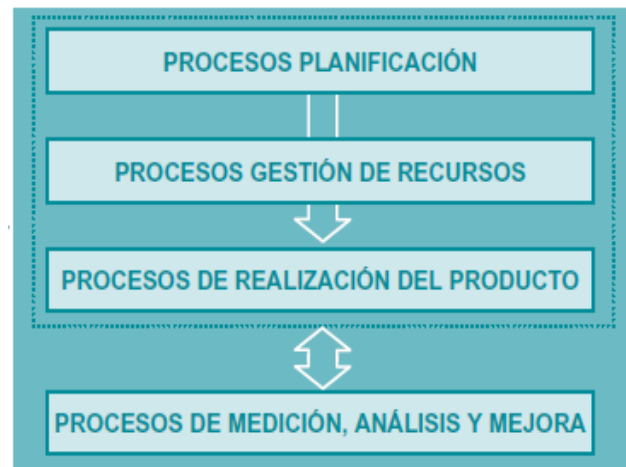 PROCESOS PLANIFICACIÓN
PROCESOS GESTIÓN DE RECURSOS
PROCESOS DE REALIZACIÓN DEL PRODUCTO
PROCESOS DE MEDICIÓN, ANÁLISIS Y MEJORA